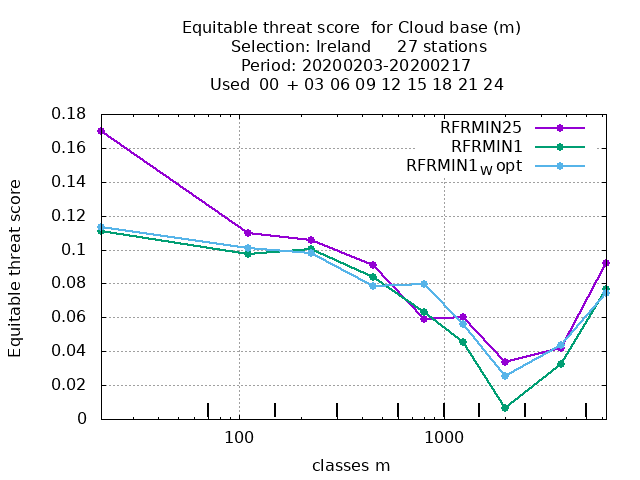 Equitable threat score  for Cloud base (m)
Selection: Ireland     27 stations
Period: 20200203-20200217
Used  00 + 03 06 09 12 15 18 21 24
RFRMIN25
RFRMIN1
RFRMIN1W opt
Equitable threat score
0.18
0.16
0.14
0.12
0.1
0.08
0.06
0.04
0.02
0
100
1000
classes m